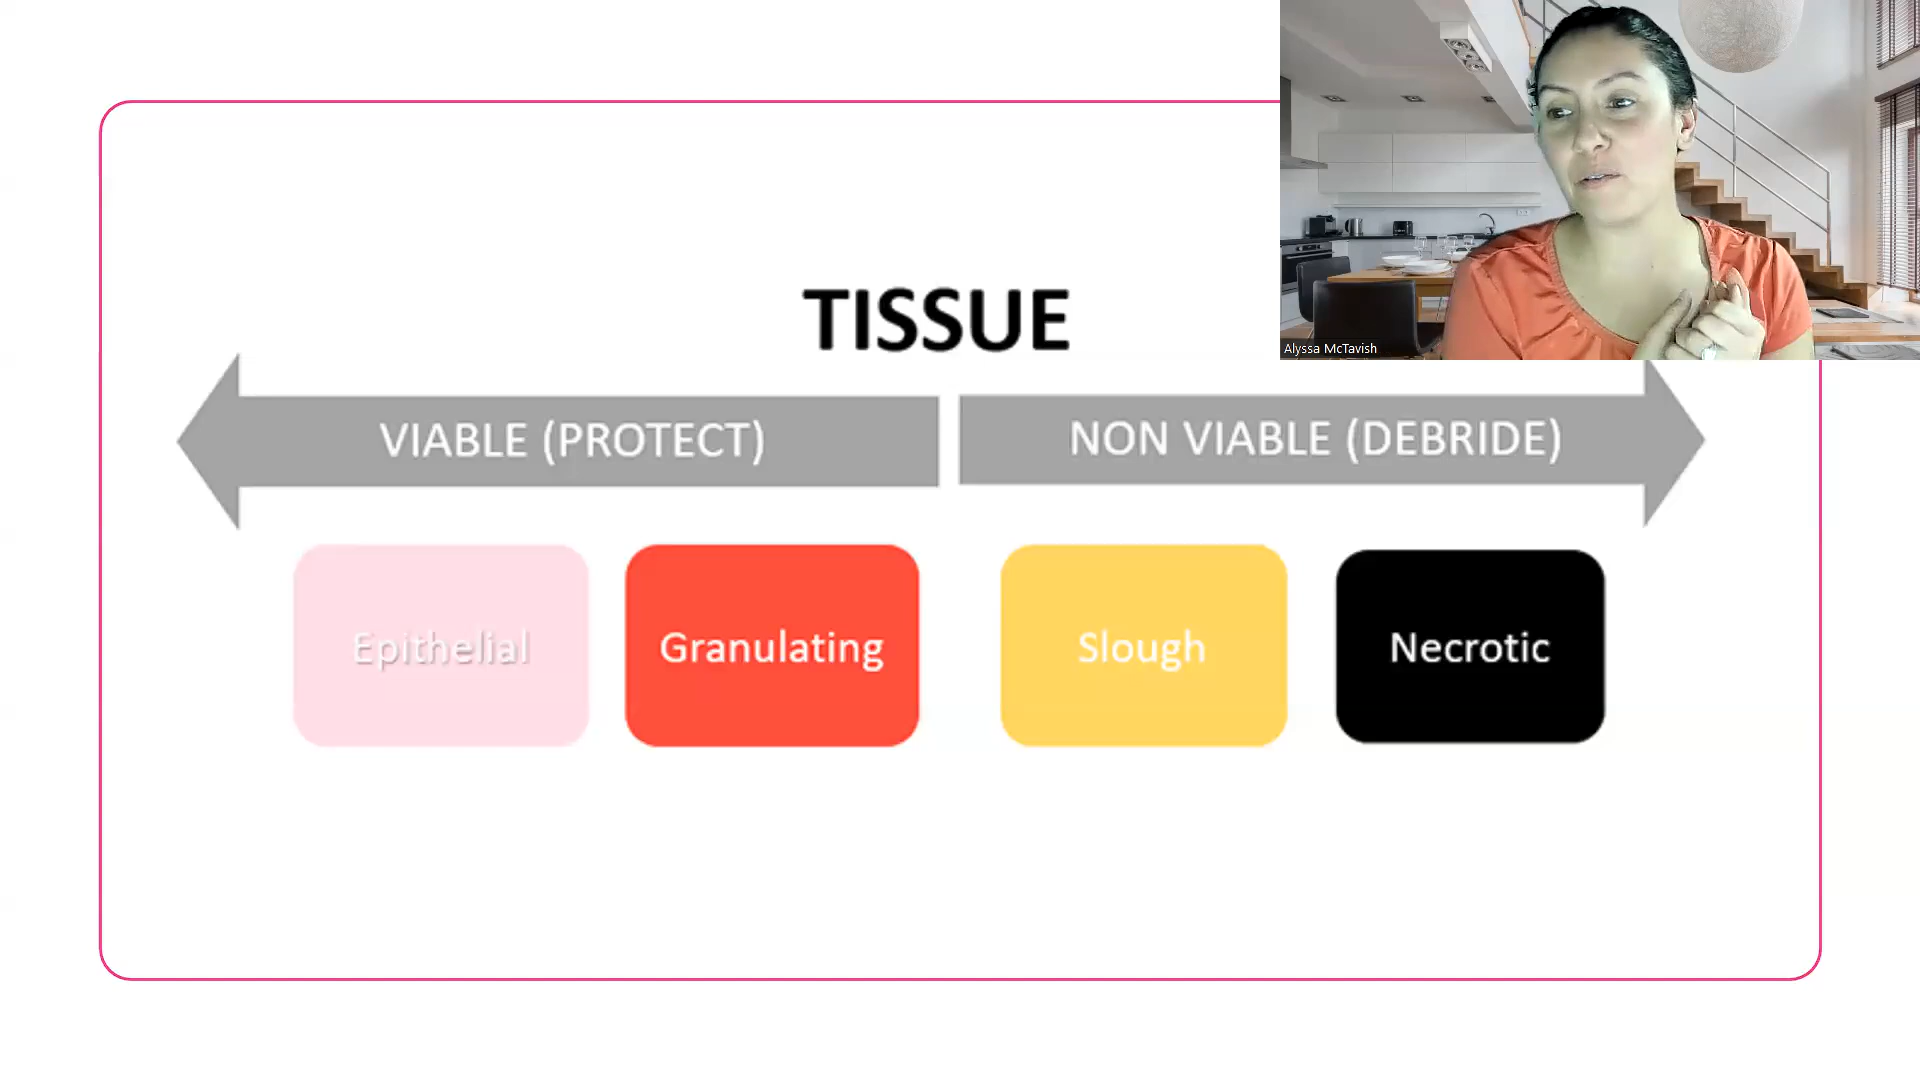 TISSUE
VIABLE (PROTECT)
NON VIABLE (DEBRIDE)
Epithelial
Granulating
Slough
Necrotic
Alyssa McTavish